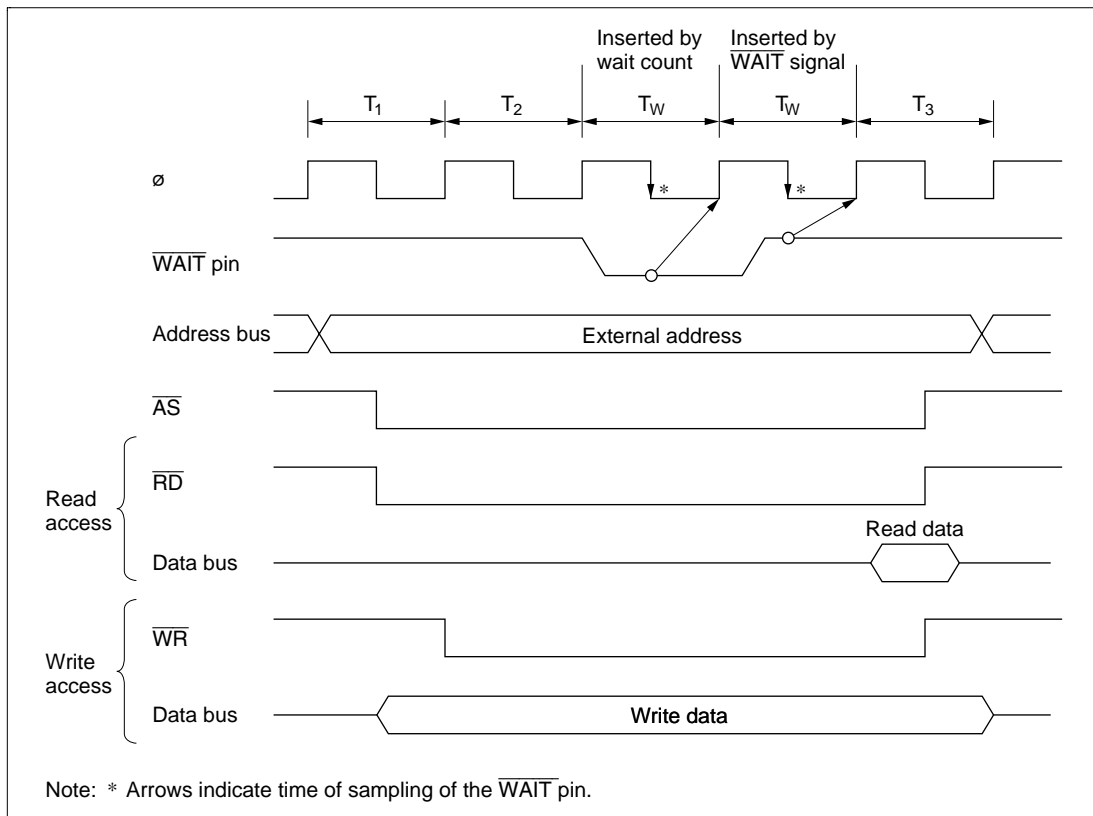 Inserted by
wait count
Inserted by
WAIT signal
T1
T2
TW
TW
T3
ø
*
*
WAIT pin
Address bus
External address
AS
Read
access
RD
Read data
Data bus
Write
access
WR
Data bus
Write data
Note: * Arrows indicate time of sampling of the WAIT pin.